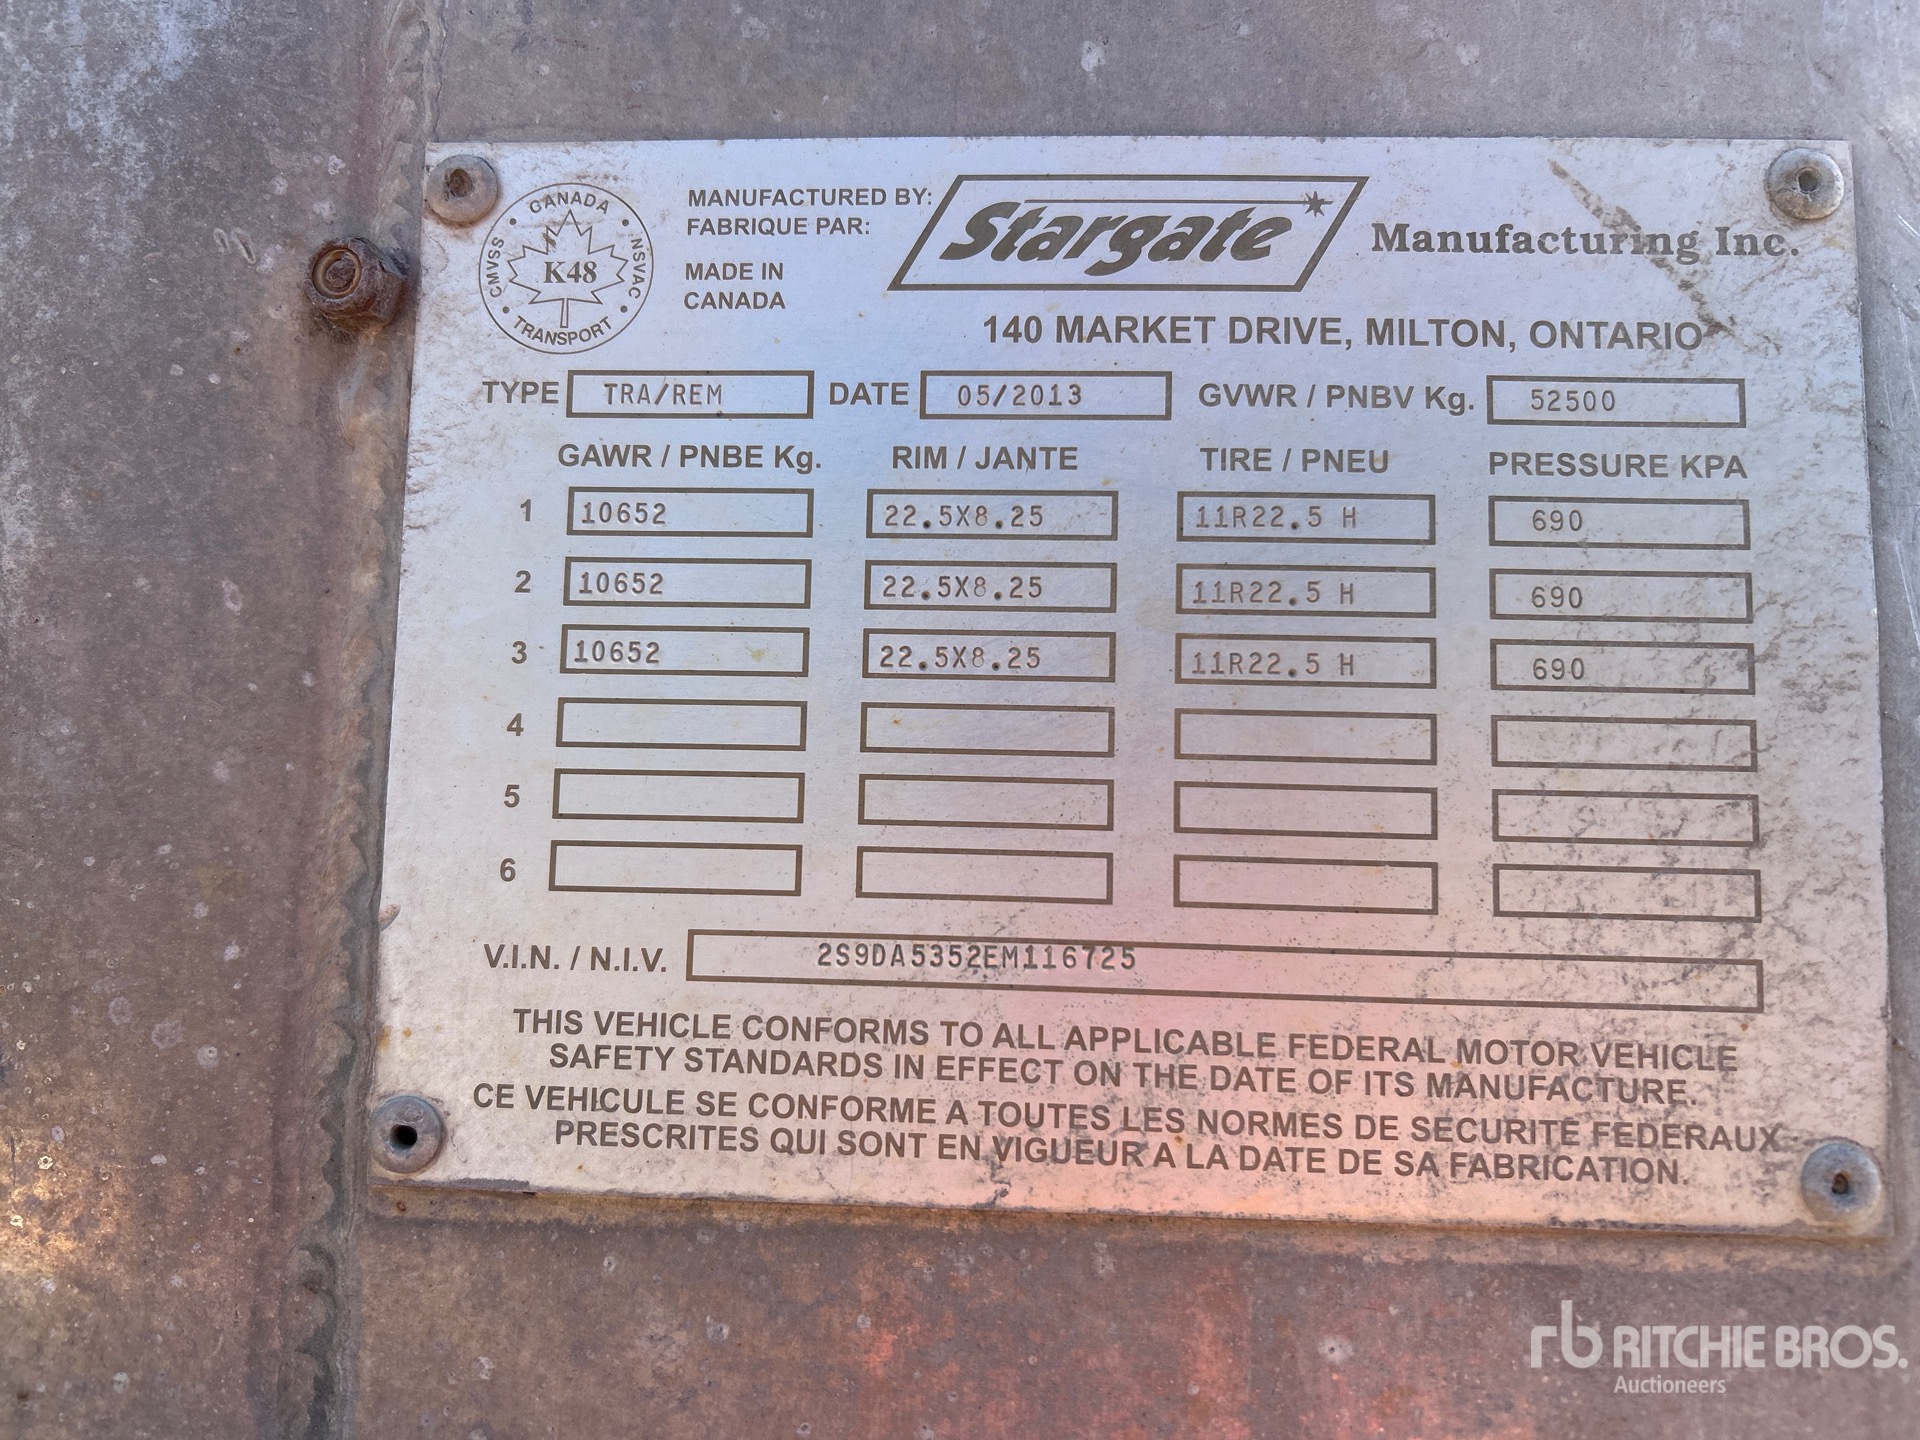 CANADA
CMVSS
NSVAC
K48
TRANSPORT
MANUFACTURED BY:
FABRIQUE PAR:
MADE IN
CANADA
Stargate Manufacturing Inc.
140 MARKET DRIVE, MILTON, ONTARIO
TYPE TRA/REM DATE 05/2013 GVWR / PNBV Kg. 52500
GAWR / PNBE Kg. RIM / JANTE TIRE / PNEU PRESSURE KPA
1 10652 22.5X8.25 11R22.5 H 690
2 10652 22.5X8.25 11R22.5 H 690
3 10652 22.5X8.25 11R22.5 H 690
4
5
6
V.I.N. / N.I.V. 2S9DA5352EM116725
THIS VEHICLE CONFORMS TO ALL APPLICABLE FEDERAL MOTOR VEHICLE
SAFETY STANDARDS IN EFFECT ON THE DATE OF ITS MANUFACTURE.
CE VEHICULE SE CONFORME A TOUTES LES NORMES DE SECURITE FEDERAUX
PRESCRITES QUI SONT EN VIGUEUR A LA DATE DE SA FABRICATION.
rb RITCHIE BROS.
Auctioneers